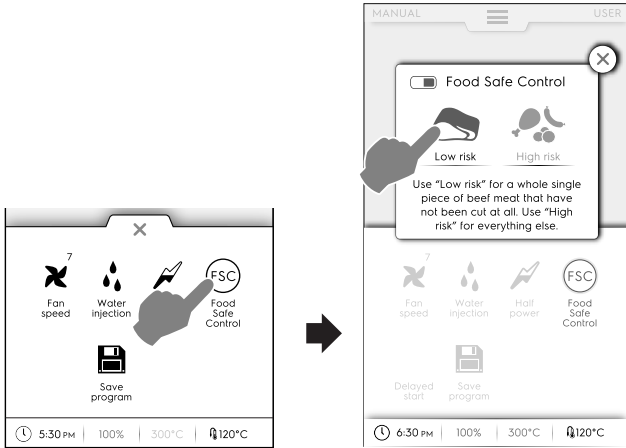 7
Fan
speed
Water
injection
FSC
Food
Safe
Control
Save
program
5:30 PM 100% 300°C 120°C
MANUAL USER
Food Safe Control
Low risk High risk
Use “Low risk” for a whole single
piece of beef meat that have
not been cut at all. Use “High
risk” for everything else.
7
Fan
speed
Water
injection
Half
power
FSC
Food
Safe
Control
Delayed
start
Save
program
6:30 PM 100% 300°C 120°C